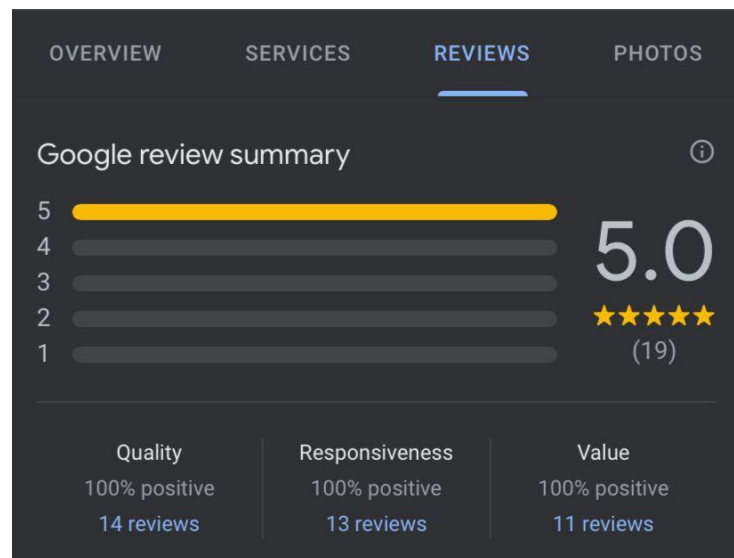 OVERVIEW SERVICES REVIEWS PHOTOS
Google review summary
5
4
3
2
1
5.0
(19)
Quality Responsiveness Value
100% positive 100% positive 100% positive
14 reviews 13 reviews 11 reviews